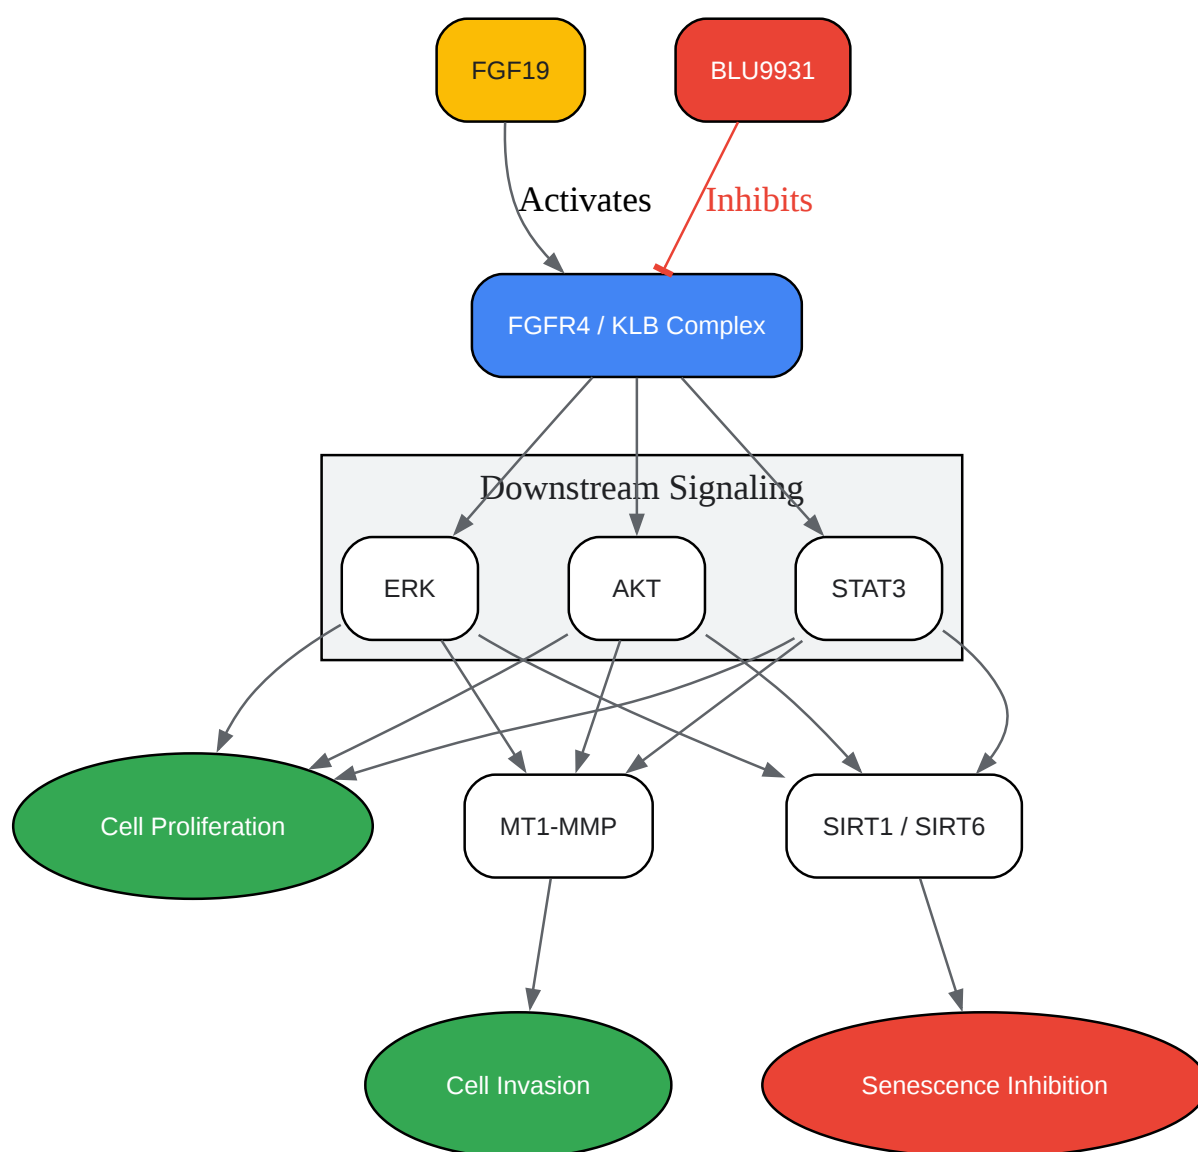 FGF19
BLU9931
Activates
Inhibits
FGFR4 / KLB Complex
Downstream Signaling
ERK
AKT
STAT3
Cell Proliferation
MT1-MMP
SIRT1 / SIRT6
Cell Invasion
Senescence Inhibition